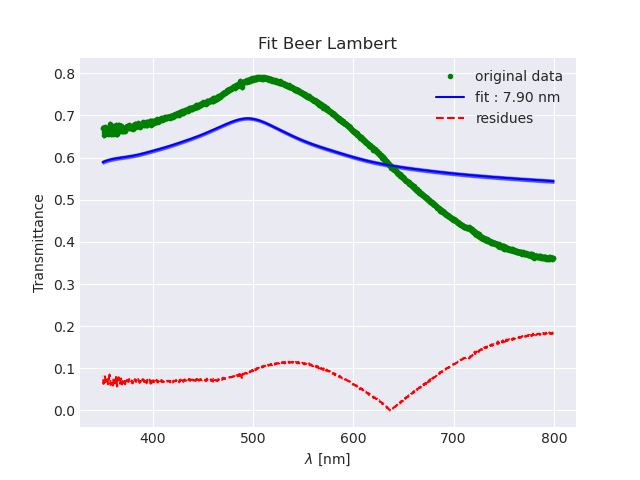 Fit Beer Lambert
original data
fit : 7.90 nm
residues
Transmittance
0.8
0.7
0.6
0.5
0.4
0.3
0.2
0.1
0.0
400 500 600 700 800
λ [nm]